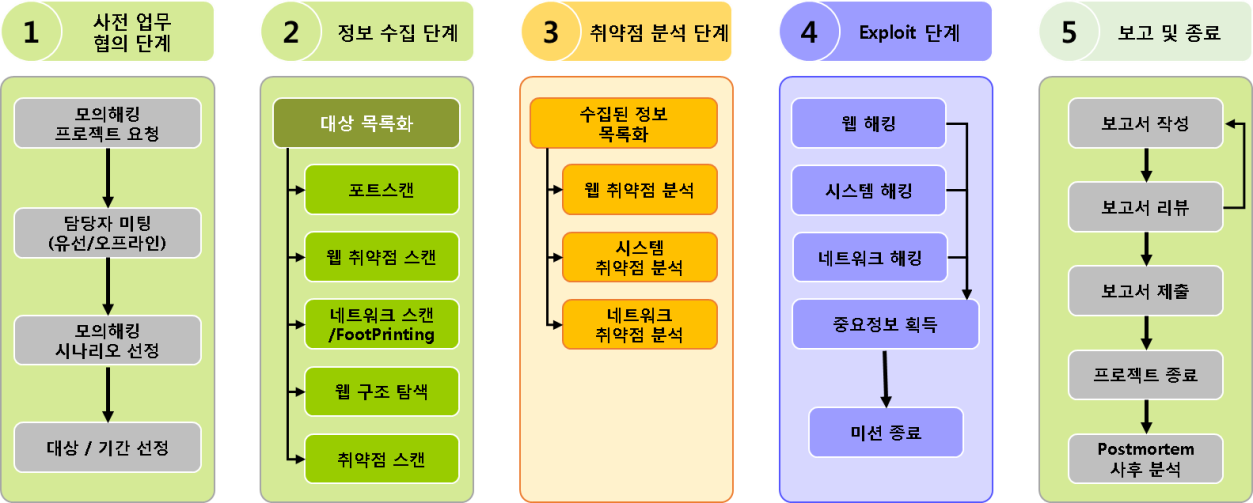 1
사전 업무
협의 단계
모의해킹
프로젝트 요청
담당자 미팅
(유선/오프라인)
모의해킹
시나리오 선정
대상 / 기간 선정
2
정보 수집 단계
대상 목록화
포트스캔
웹 취약점 스캔
네트워크 스캔
/FootPrinting
웹 구조 탐색
취약점 스캔
3
취약점 분석 단계
수집된 정보
목록화
웹 취약점 분석
시스템
취약점 분석
네트워크
취약점 분석
4
Exploit 단계
웹 해킹
시스템 해킹
네트워크 해킹
중요정보 획득
미션 종료
5
보고 및 종료
보고서 작성
보고서 리뷰
보고서 제출
프로젝트 종료
Postmortem
사후 분석